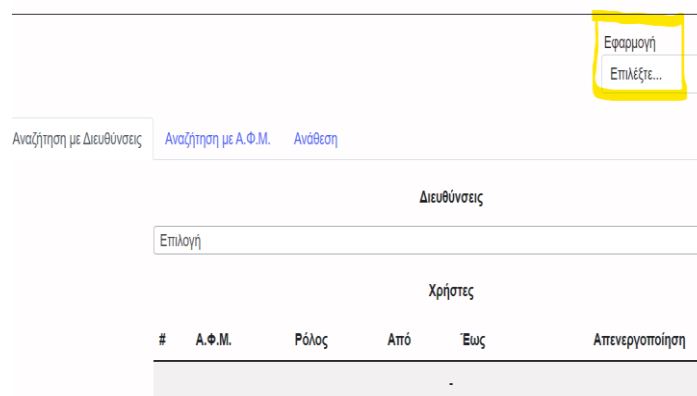 Εφαρμογή
Επιλέξτε...
Αναζήτηση με Διευθύνσεις Αναζήτηση με Α.Φ.Μ. Ανάθεση
Διευθύνσεις
Επιλογή
Χρήστες
# Α.Φ.Μ. Ρόλος Από Έως Απενεργοποίηση
-